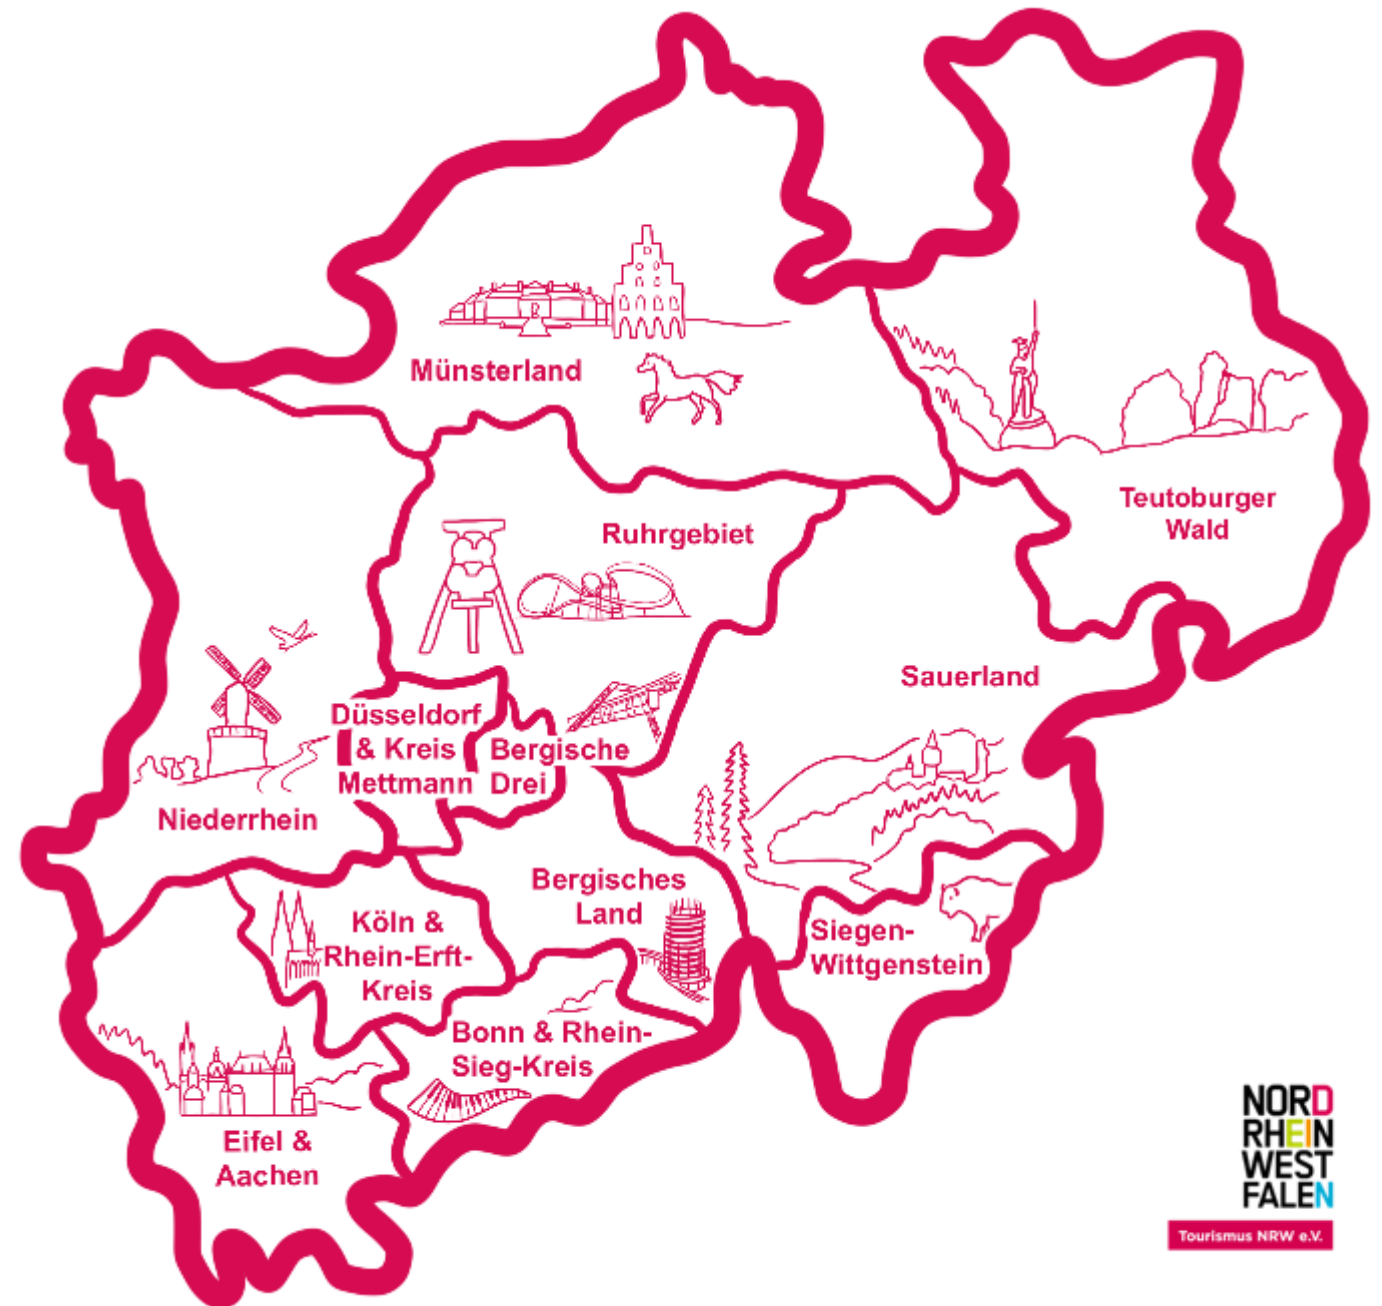 Münsterland
Teutoburger
Wald
Ruhrgebiet
Sauerland
Düsseldorf
& Kreis
Mettmann
Bergische
Drei
Niederrhein
Bergisches
Land
Köln &
Rhein-Erft-
Kreis
Siegen-
Wittgenstein
Bonn & Rhein-
Sieg-Kreis
Eifel &
Aachen
NORD
RHEIN
WEST
FALEN
Tourismus NRW e.V.